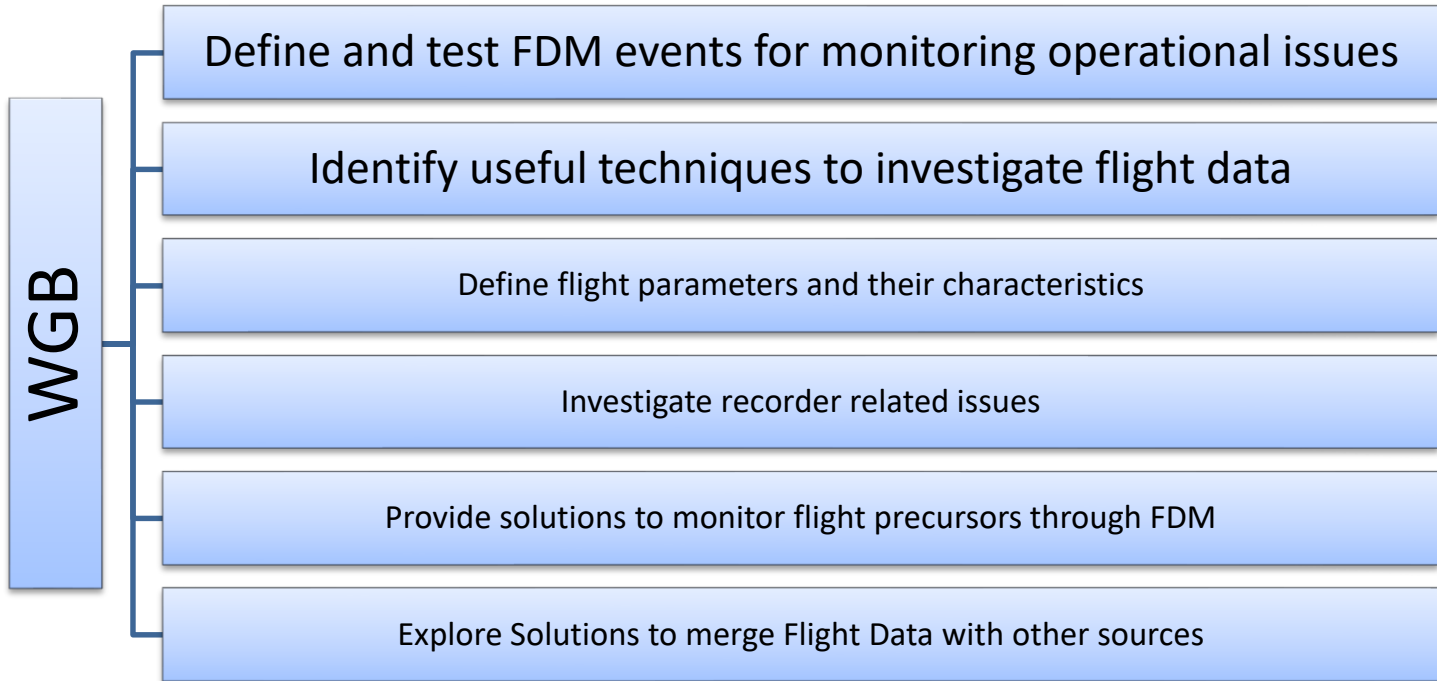 WGB
Define and test FDM events for monitoring operational issues
Identify useful techniques to investigate flight data
Define flight parameters and their characteristics
Investigate recorder related issues
Provide solutions to monitor flight precursors through FDM
Explore Solutions to merge Flight Data with other sources